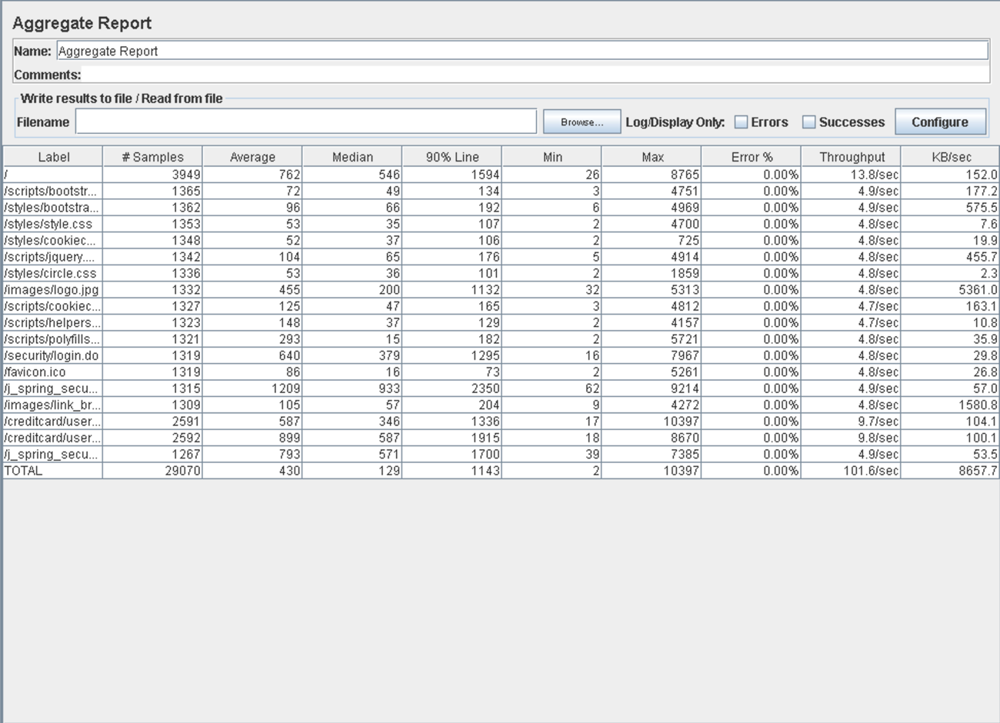 Aggregate Report
Name: Aggregate Report
Comments:
Write results to file / Read from file
Filename Browse... Log/Display Only: Errors Successes Configure
Label # Samples Average Median 90% Line Min Max Error % Throughput KB/sec
/ 3949 762 546 1594 26 8765 0.00% 13.8/sec 152.0
/scripts/bootstr... 1365 72 49 134 3 4751 0.00% 4.9/sec 177.2
/styles/bootstra... 1362 96 66 192 6 4969 0.00% 4.9/sec 575.5
/styles/style.css 1353 53 35 107 2 4700 0.00% 4.8/sec 7.6
/styles/cookiec... 1348 52 37 106 2 725 0.00% 4.8/sec 19.9
/scripts/jquery.... 1342 104 65 176 5 4914 0.00% 4.8/sec 455.7
/styles/circle.css 1336 53 36 101 2 1859 0.00% 4.8/sec 2.3
/images/logo.jpg 1332 455 200 1132 32 5313 0.00% 4.8/sec 5361.0
/scripts/cookiec... 1327 125 47 165 3 4812 0.00% 4.7/sec 163.1
/scripts/helpers... 1323 148 37 129 2 4157 0.00% 4.7/sec 10.8
/scripts/polyfills... 1321 293 15 182 2 5721 0.00% 4.8/sec 35.9
/security/login.do 1319 640 379 1295 16 7967 0.00% 4.8/sec 29.8
/favicon.ico 1319 86 16 73 2 5261 0.00% 4.8/sec 26.8
/j_spring_secu... 1315 1209 933 2350 62 9214 0.00% 4.9/sec 57.0
/images/link_br... 1309 105 57 204 9 4272 0.00% 4.8/sec 1580.8
/creditcard/user... 2591 587 346 1336 17 10397 0.00% 9.7/sec 104.1
/creditcard/user... 2592 899 587 1915 18 8670 0.00% 9.8/sec 100.1
/j_spring_secu... 1267 793 571 1700 39 7385 0.00% 4.9/sec 53.5
TOTAL 29070 430 129 1143 2 10397 0.00% 101.6/sec 8657.7